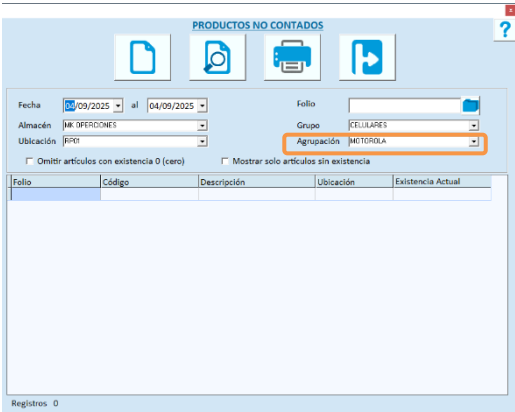 x
PRODUCTOS NO CONTADOS
?
Fecha 04/09/2025 al 04/09/2025 Folio
Almacén MK OPERCIONES Grupo CELULARES
Ubicación RP01 Agrupación MOTOROLA
Omitir artículos con existencia 0 (cero) Mostrar solo artículos sin existencia
Folio Código Descripción Ubicación Existencia Actual
Registros 0